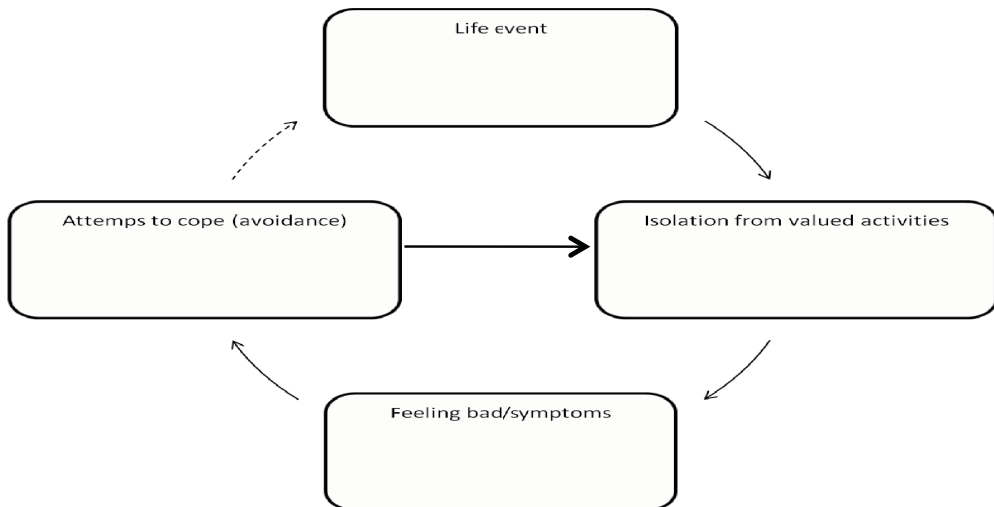 Life event
Attemps to cope (avoidance)
Isolation from valued activities
Feeling bad/symptoms